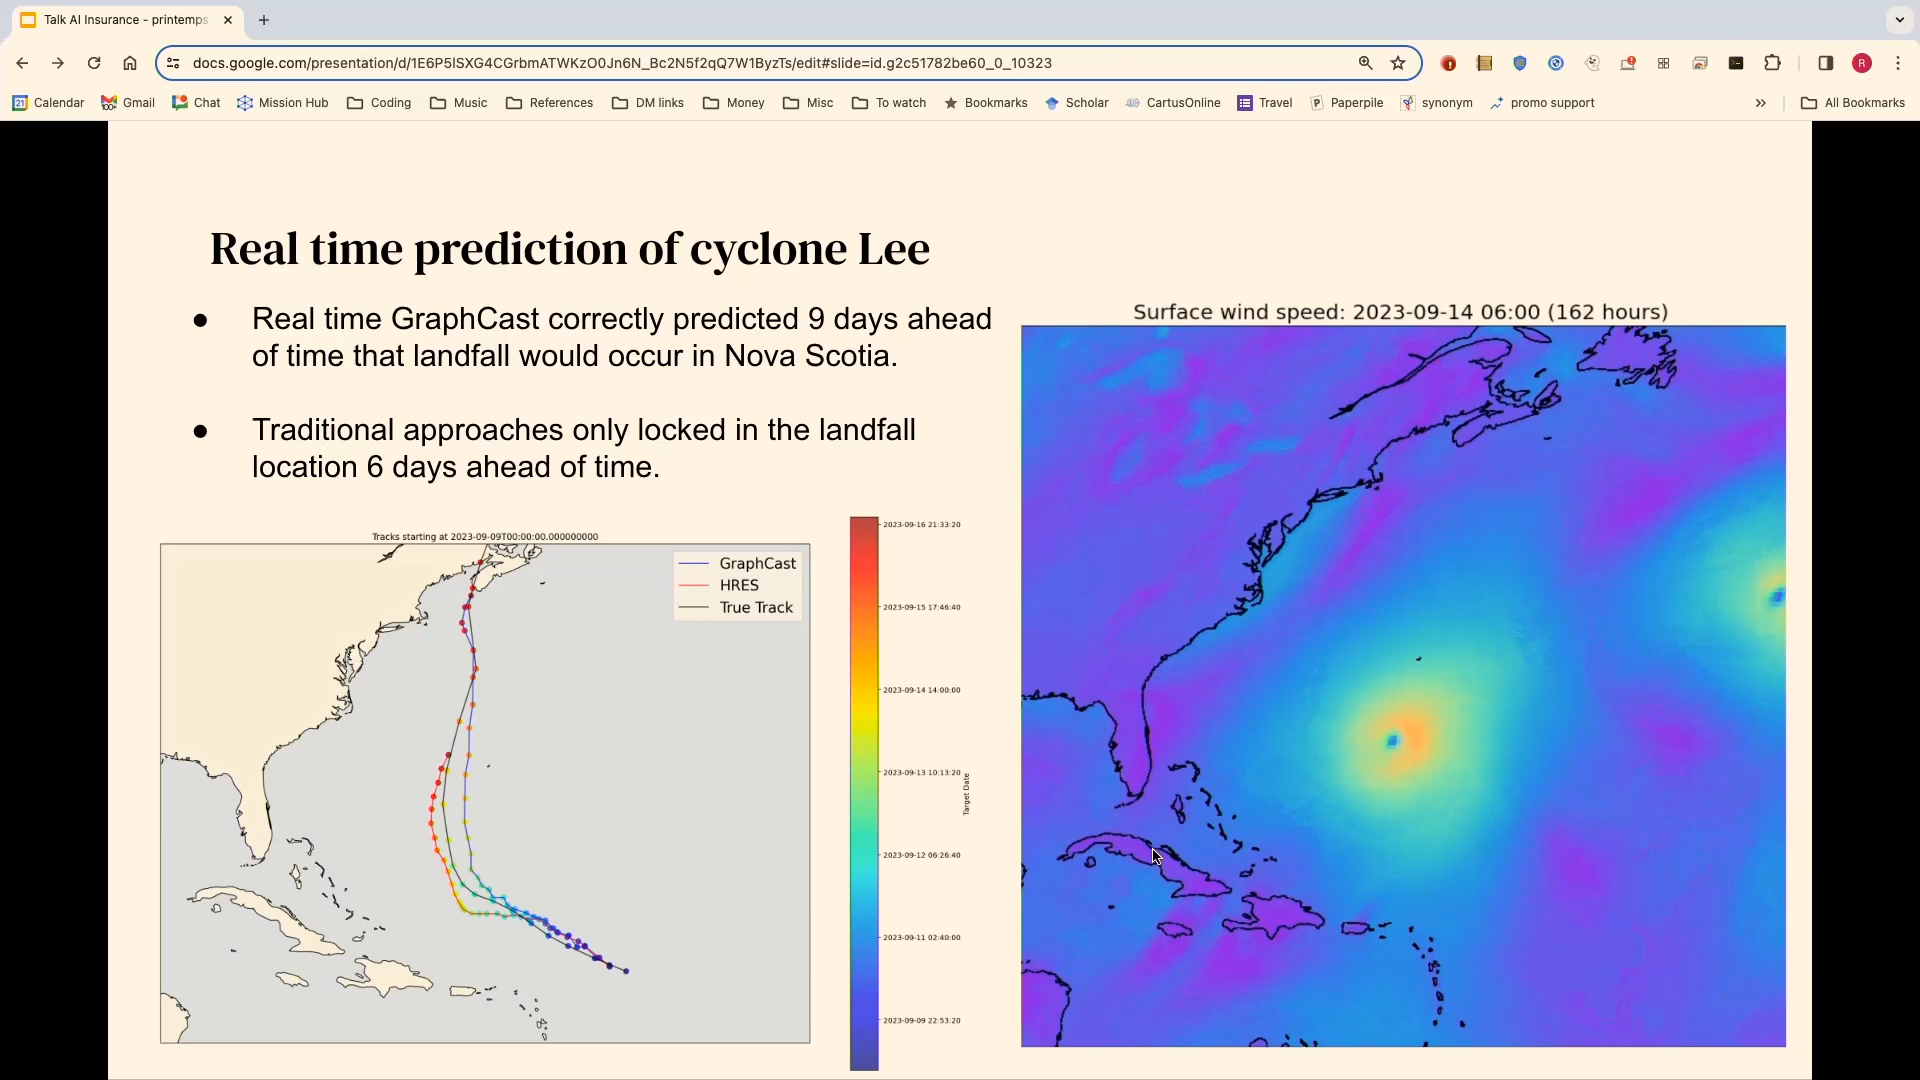 Talk AI Insurance - printemps
docs.google.com/presentation/d/1E6P5lSXG4CGrbmATWKzO0Jn6N_Bc2N5f2qQ7W1ByzTs/edit#slide=id.g2c51782be60_0_10323
R
Calendar Gmail Chat Mission Hub Coding Music References DM links Money Misc To watch Bookmarks Scholar CartusOnline Travel Paperpile synonym promo support » All Bookmarks
Real time prediction of cyclone Lee
● Real time GraphCast correctly predicted 9 days ahead
of time that landfall would occur in Nova Scotia.
● Traditional approaches only locked in the landfall
location 6 days ahead of time.
Tracks starting at 2023-09-09T00:00:00.000000000
GraphCast
HRES
True Track
2023-09-16 21:33:20
2023-09-15 17:46:40
2023-09-14 14:00:00
2023-09-13 10:13:20
2023-09-12 06:26:40
2023-09-11 02:40:00
2023-09-09 22:53:20
Target Date
Surface wind speed: 2023-09-14 06:00 (162 hours)